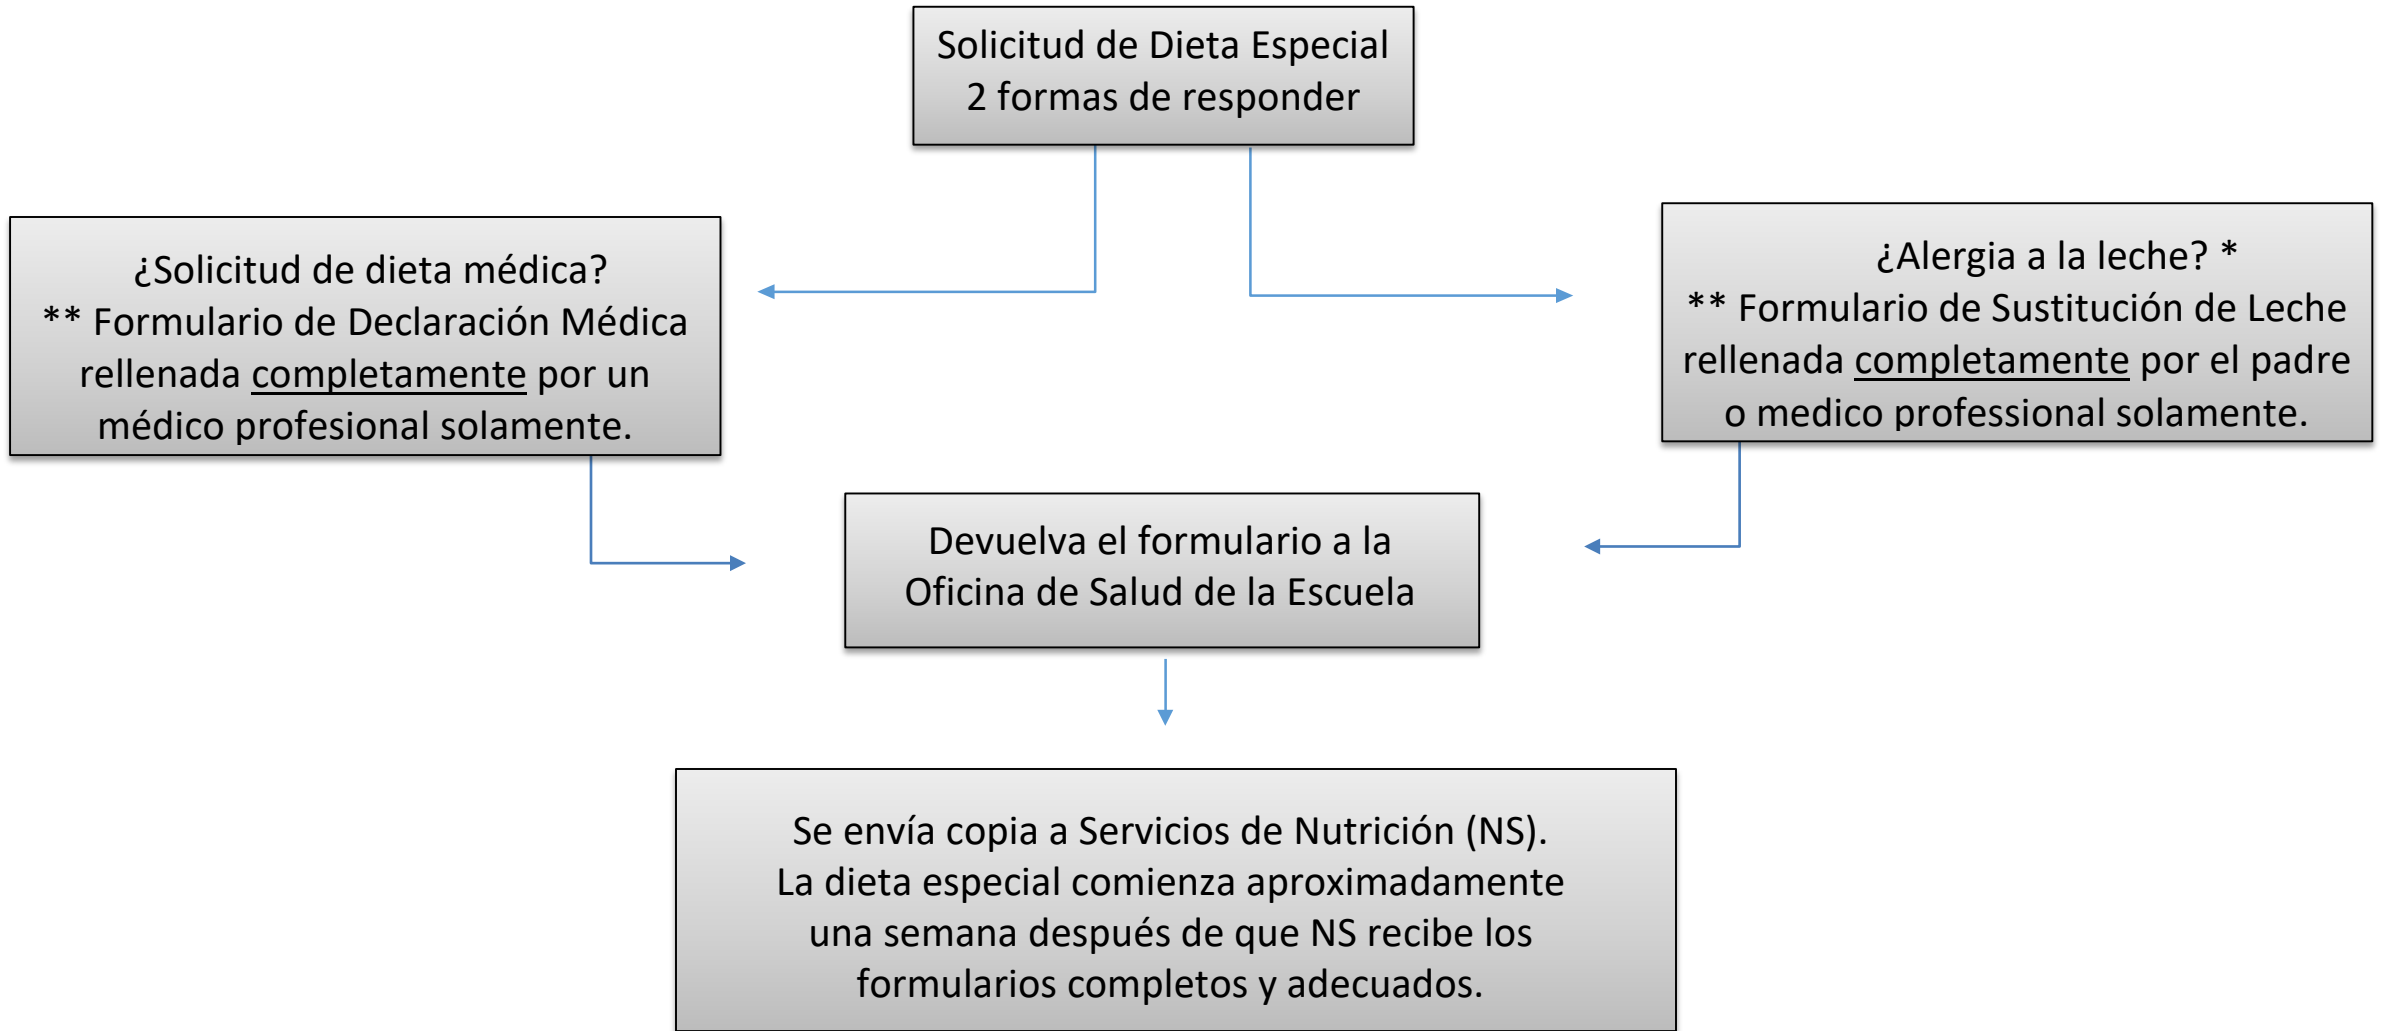 Solicitud de Dieta Especial
2 formas de responder
¿Solicitud de dieta médica?
** Formulario de Declaración Médica
rellenada completamente por un
médico profesional solamente.
¿Alergia a la leche? *
** Formulario de Sustitución de Leche
rellenada completamente por el padre
o medico professional solamente.
Devuelva el formulario a la
Oficina de Salud de la Escuela
Se envía copia a Servicios de Nutrición (NS).
La dieta especial comienza aproximadamente
una semana después de que NS recibe los
formularios completos y adecuados.